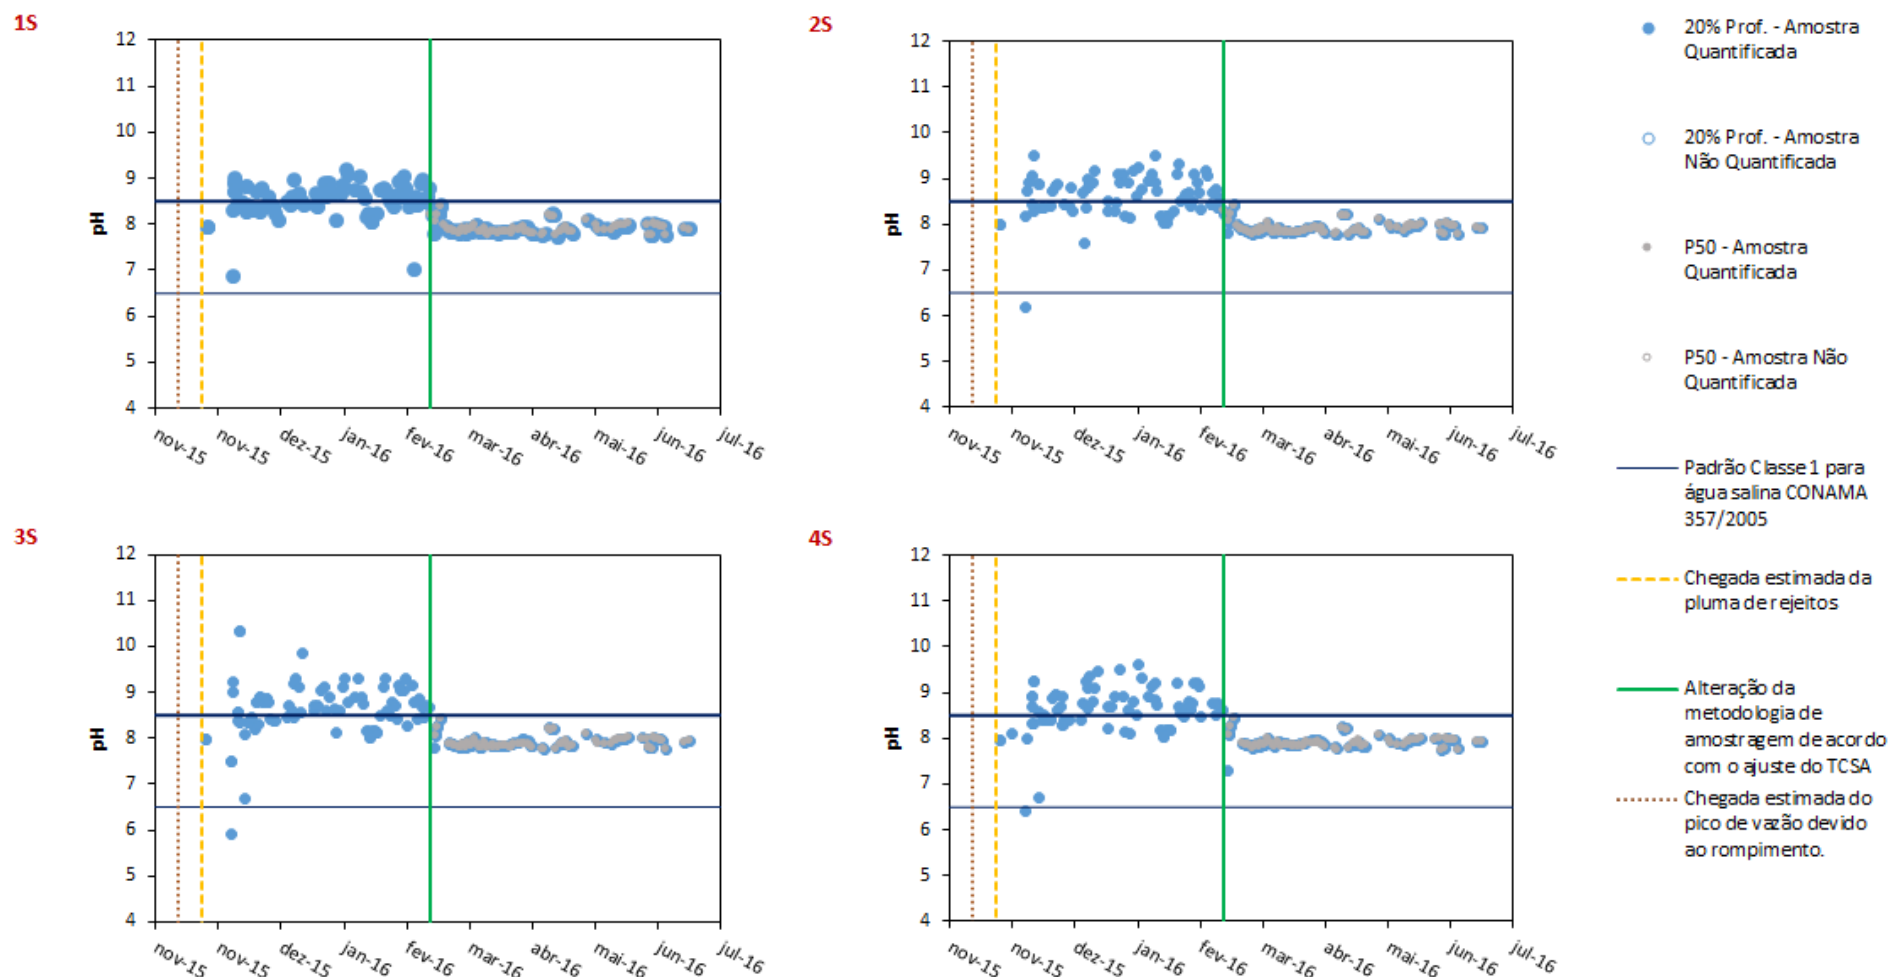 1S
12
11
10
9
8
7
6
5
4
pH
nov-15
nov-15
dez-15
jan-16
fev-16
mar-16
abr-16
mai-16
jun-16
jul-16
2S
12
11
10
9
8
7
6
5
4
pH
nov-15
nov-15
dez-15
jan-16
fev-16
mar-16
abr-16
mai-16
jun-16
jul-16
3S
12
11
10
9
8
7
6
5
4
pH
nov-15
nov-15
dez-15
jan-16
fev-16
mar-16
abr-16
mai-16
jun-16
jul-16
4S
12
11
10
9
8
7
6
5
4
pH
nov-15
nov-15
dez-15
jan-16
fev-16
mar-16
abr-16
mai-16
jun-16
jul-16
20% Prof. - Amostra
Quantificada
20% Prof. - Amostra
Não Quantificada
P50 - Amostra
Quantificada
P50 - Amostra Não
Quantificada
Padrão Classe 1 para
água salina CONAMA
357/2005
Chegada estimada da
pluma de rejeitos
Alteração da
metodologia de
amostragem de acordo
com o ajuste do TCSA
Chegada estimada do
pico de vazão devido
ao rompimento.